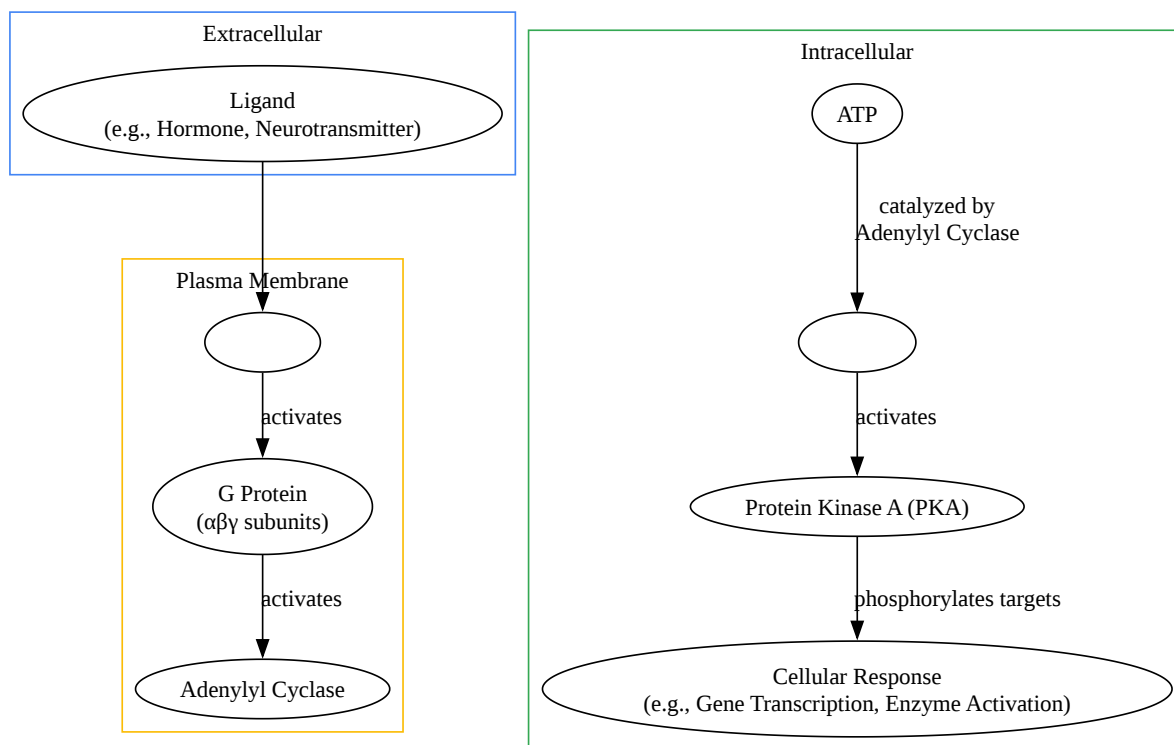 Extracellular
Ligand
(e.g., Hormone, Neurotransmitter)
Plasma Membrane
activates
G Protein
(αβγ subunits)
activates
Adenylyl Cyclase
Intracellular
ATP
catalyzed by
Adenylyl Cyclase
activates
Protein Kinase A (PKA)
phosphorylates targets
Cellular Response
(e.g., Gene Transcription, Enzyme Activation)